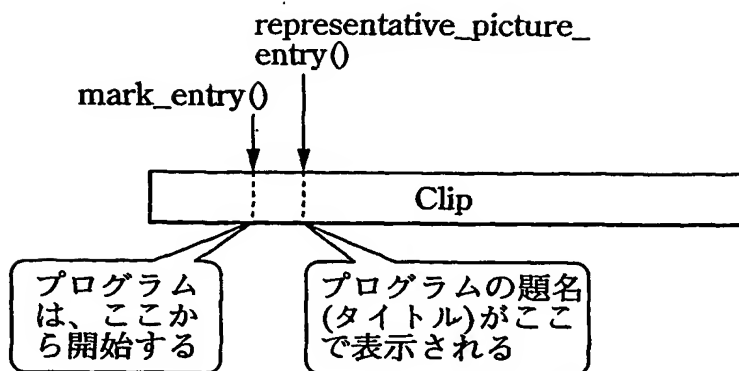 representative_picture_
entry()
mark_entry()
Clip
プログラム
は、ここか
ら開始する
プログラムの題名
(タイトル)がここ
で表示される